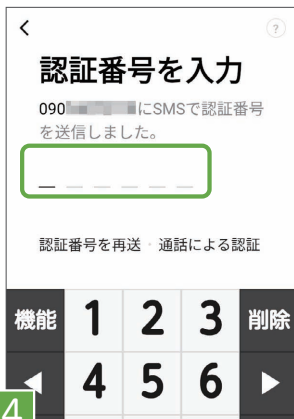 ?
認証番号を入力
090 にSMSで認証番号
を送信しました。
認証番号を再送・通話による認証
機能 1 2 3 削除
◀ 4 5 6 ▶
4